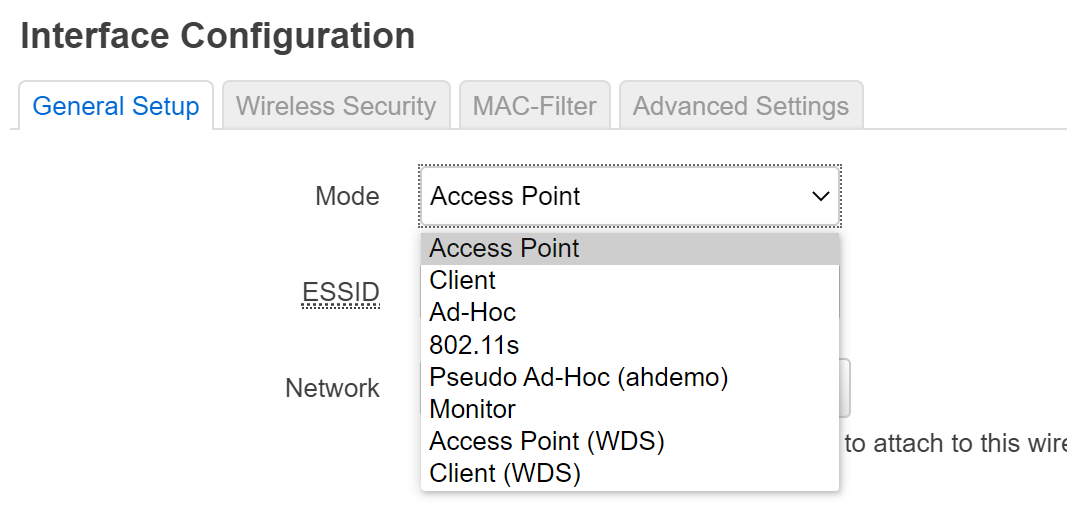 Interface Configuration
General Setup Wireless Security MAC-Filter Advanced Settings
Mode Access Point
Access Point
Client
ESSID
Ad-Hoc
802.11s
Pseudo Ad-Hoc (ahdemo)
Network
Monitor
Access Point (WDS) to attach to this
Client (WDS)